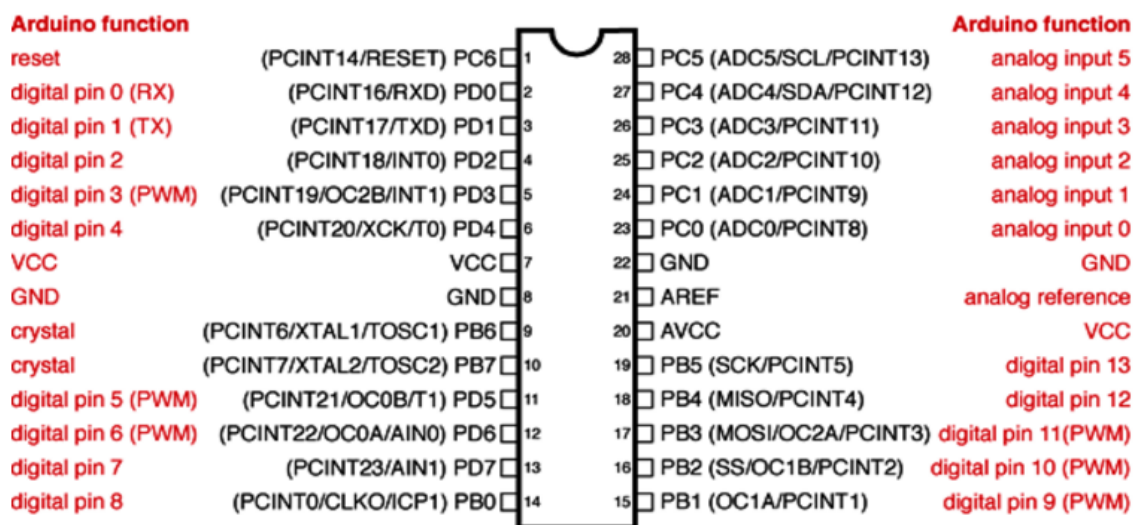 Arduino function Arduino function
reset (PCINT14/RESET) PC6 1 28 PC5 (ADC5/SCL/PCINT13) analog input 5
digital pin 0 (RX) (PCINT16/RXD) PD0 2 27 PC4 (ADC4/SDA/PCINT12) analog input 4
digital pin 1 (TX) (PCINT17/TXD) PD1 3 26 PC3 (ADC3/PCINT11) analog input 3
digital pin 2 (PCINT18/INT0) PD2 4 25 PC2 (ADC2/PCINT10) analog input 2
digital pin 3 (PWM) (PCINT19/OC2B/INT1) PD3 5 24 PC1 (ADC1/PCINT9) analog input 1
digital pin 4 (PCINT20/XCK/T0) PD4 6 23 PC0 (ADC0/PCINT8) analog input 0
VCC VCC 7 22 GND GND
GND GND 8 21 AREF analog reference
crystal (PCINT6/XTAL1/TOSC1) PB6 9 20 AVCC VCC
crystal (PCINT7/XTAL2/TOSC2) PB7 10 19 PB5 (SCK/PCINT5) digital pin 13
digital pin 5 (PWM) (PCINT21/OC0B/T1) PD5 11 18 PB4 (MISO/PCINT4) digital pin 12
digital pin 6 (PWM) (PCINT22/OC0A/AIN0) PD6 12 17 PB3 (MOSI/OC2A/PCINT3) digital pin 11(PWM)
digital pin 7 (PCINT23/AIN1) PD7 13 16 PB2 (SS/OC1B/PCINT2) digital pin 10 (PWM)
digital pin 8 (PCINT0/CLKO/ICP1) PB0 14 15 PB1 (OC1A/PCINT1) digital pin 9 (PWM)